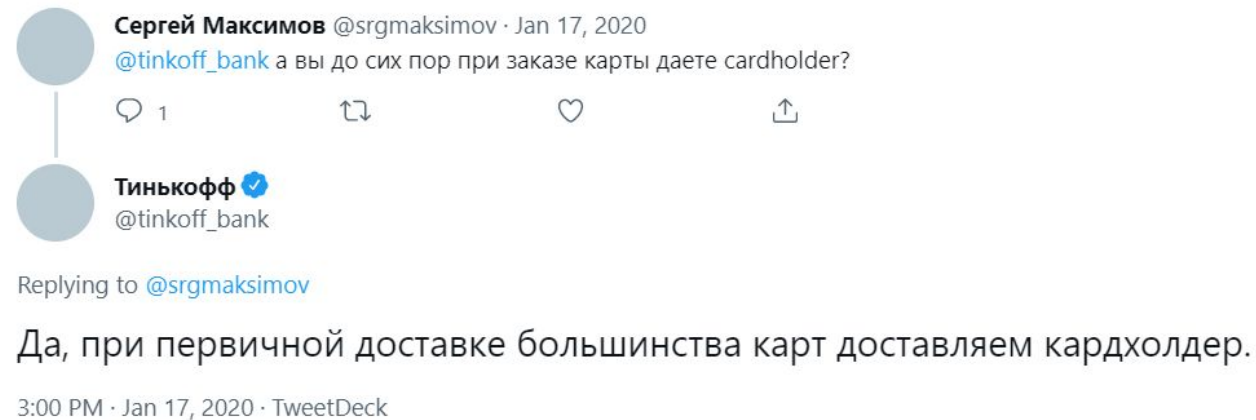 Сергей Максимов @srgmaksimov · Jan 17, 2020
@tinkoff_bank а вы до сих пор при заказе карты даете cardholder?
1
Тинькофф
@tinkoff_bank
Replying to @srgmaksimov
Да, при первичной доставке большинства карт доставляем кардхолдер.
3:00 PM · Jan 17, 2020 · TweetDeck